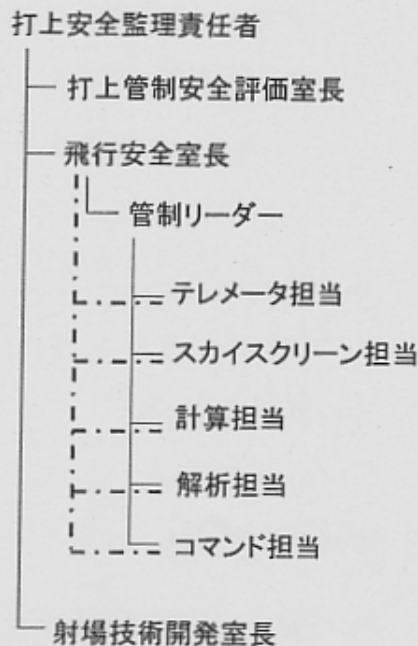 打上安全監理責任者
打上管制安全評価室長
飛行安全室長
管制リーダー
テレメータ担当
スカイスクリーン担当
計算担当
解析担当
コマンド担当
射場技術開発室長